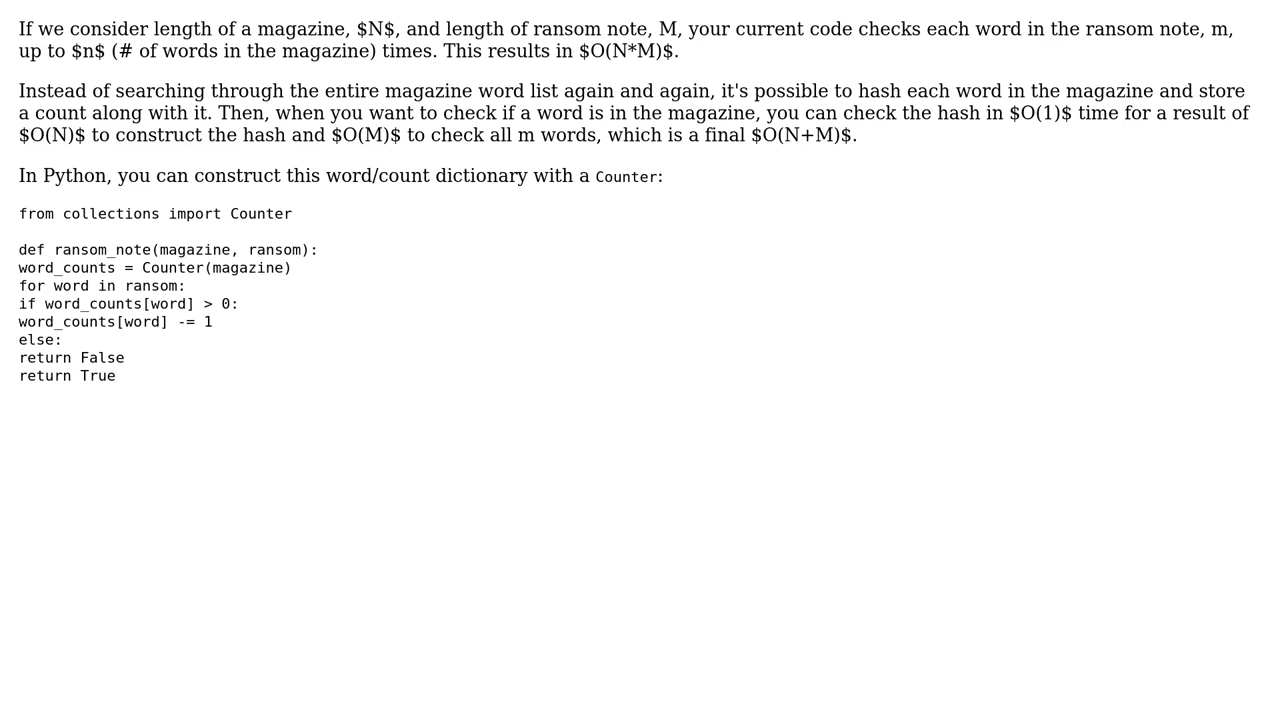 If we consider length of a magazine, $N$, and length of ransom note, M, your current code checks each word in the ransom note, m,
up to $n$ (# of words in the magazine) times. This results in $O(N*M)$.
Instead of searching through the entire magazine word list again and again, it's possible to hash each word in the magazine and store
a count along with it. Then, when you want to check if a word is in the magazine, you can check the hash in $O(1)$ time for a result of
$O(N)$ to construct the hash and $O(M)$ to check all m words, which is a final $O(N+M)$.
In Python, you can construct this word/count dictionary with a Counter:
from collections import Counter
def ransom_note(magazine, ransom):
word_counts = Counter(magazine)
for word in ransom:
if word_counts[word] > 0:
word_counts[word] -= 1
else:
return False
return True